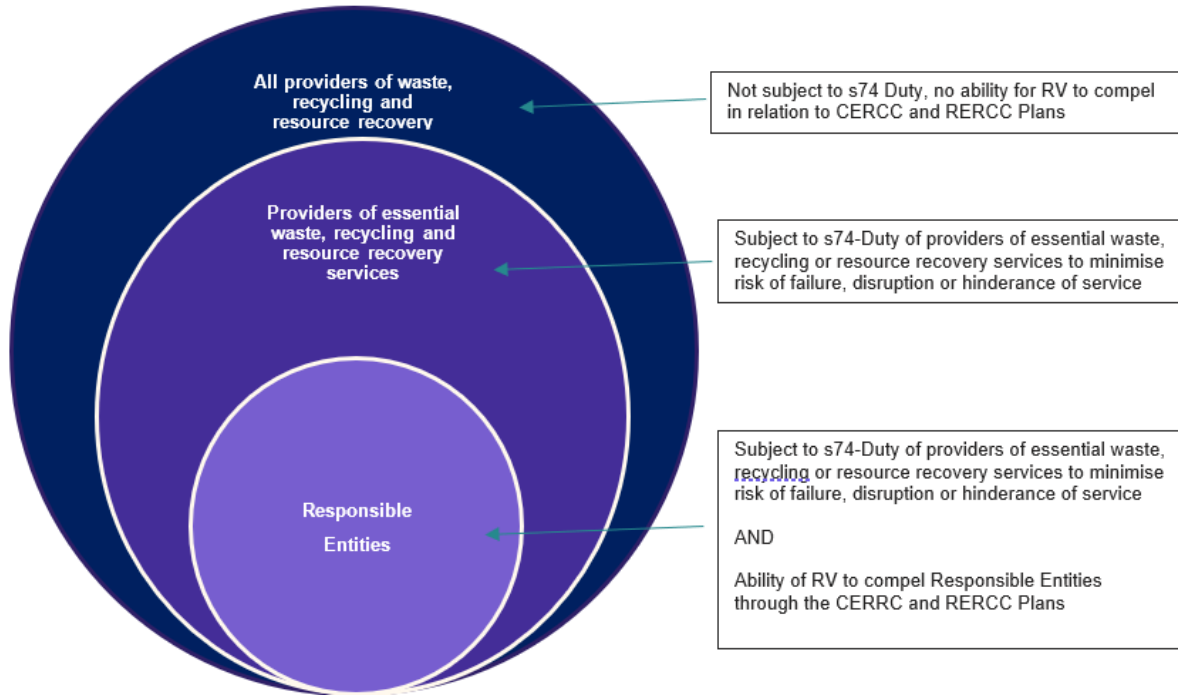 All providers of waste,
recycling and
resource recovery
Not subject to s74 Duty, no ability for RV to compel
in relation to CERCC and RERCC Plans
Providers of essential
waste, recycling and
resource recovery
services
Subject to s74-Duty of providers of essential waste,
recycling or resource recovery services to minimise
risk of failure, disruption or hinderance of service
Responsible
Entities
Subject to s74-Duty of providers of essential waste,
recycling or resource recovery services to minimise
risk of failure, disruption or hinderance of service
AND
Ability of RV to compel Responsible Entities
through the CERRC and RERCC Plans